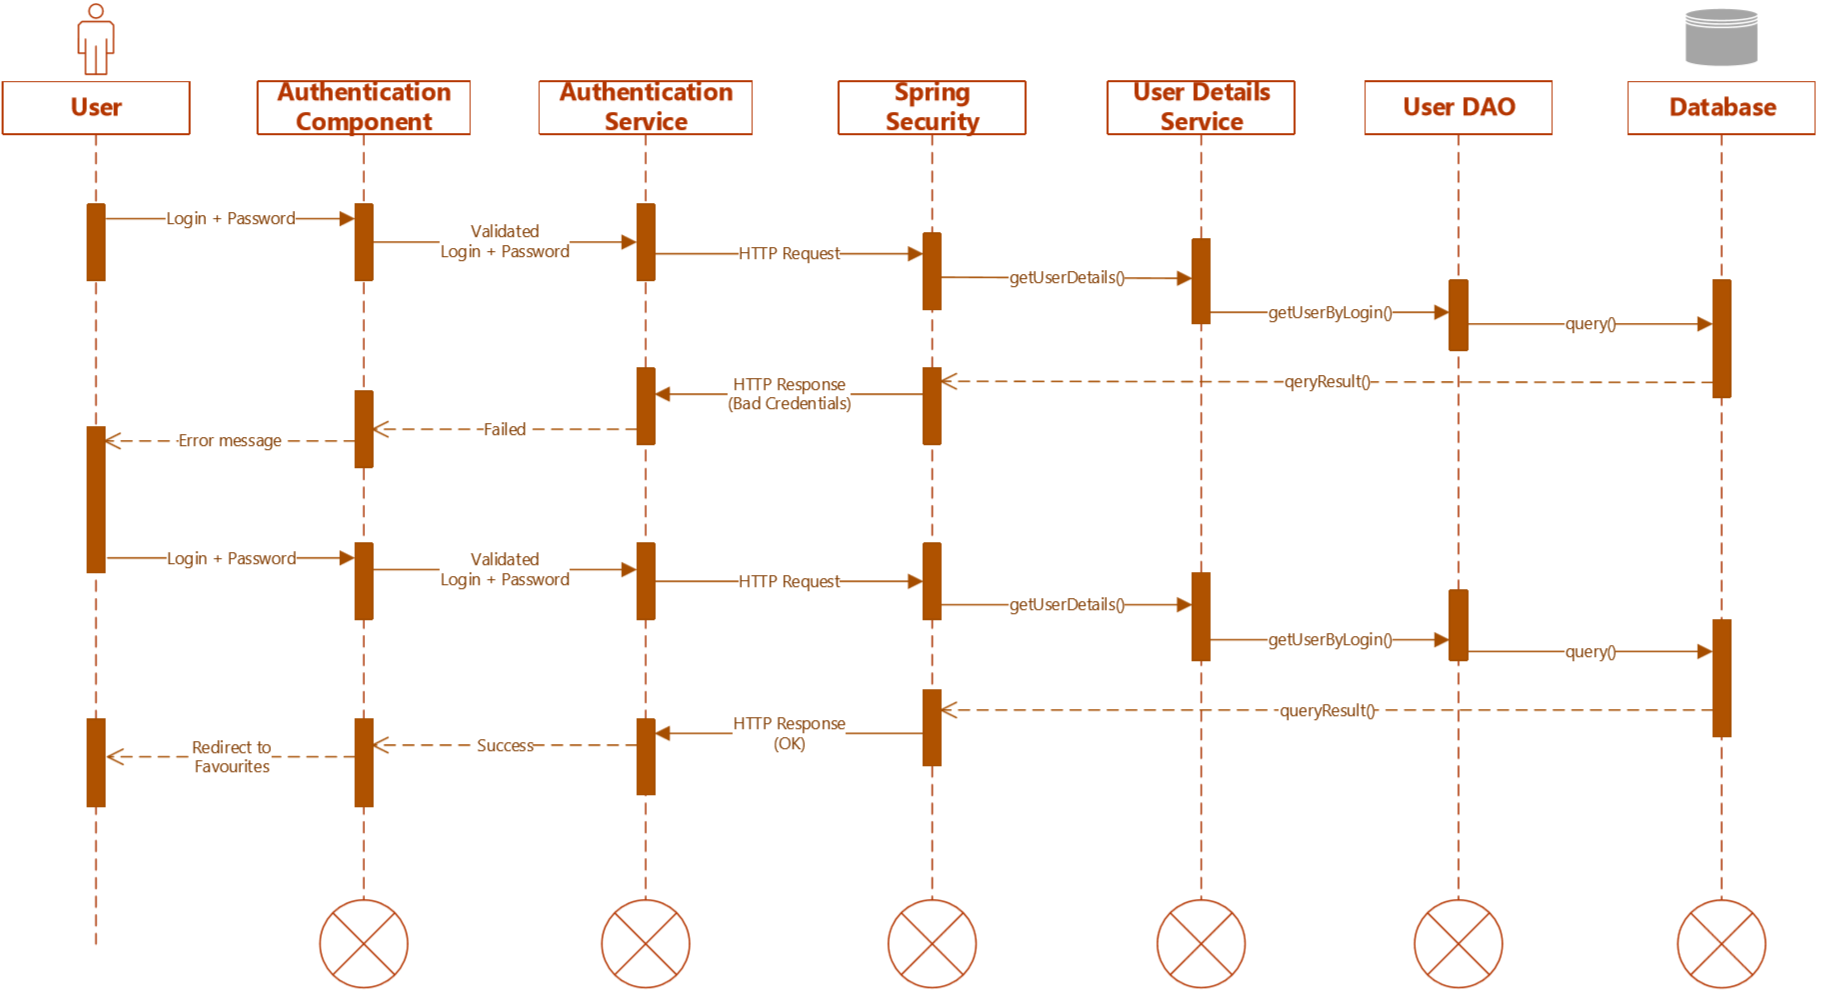 User
Authentication
Component
Authentication
Service
Spring
Security
User Details
Service
User DAO
Database
Login + Password
Validated
Login + Password
HTTP Request
getUserDetails()
getUserByLogin()
query()
qeryResult()
HTTP Response
(Bad Credentials)
Failed
Error message
Login + Password
Validated
Login + Password
HTTP Request
getUserDetails()
getUserByLogin()
query()
queryResult()
HTTP Response
(OK)
Success
Redirect to
Favourites